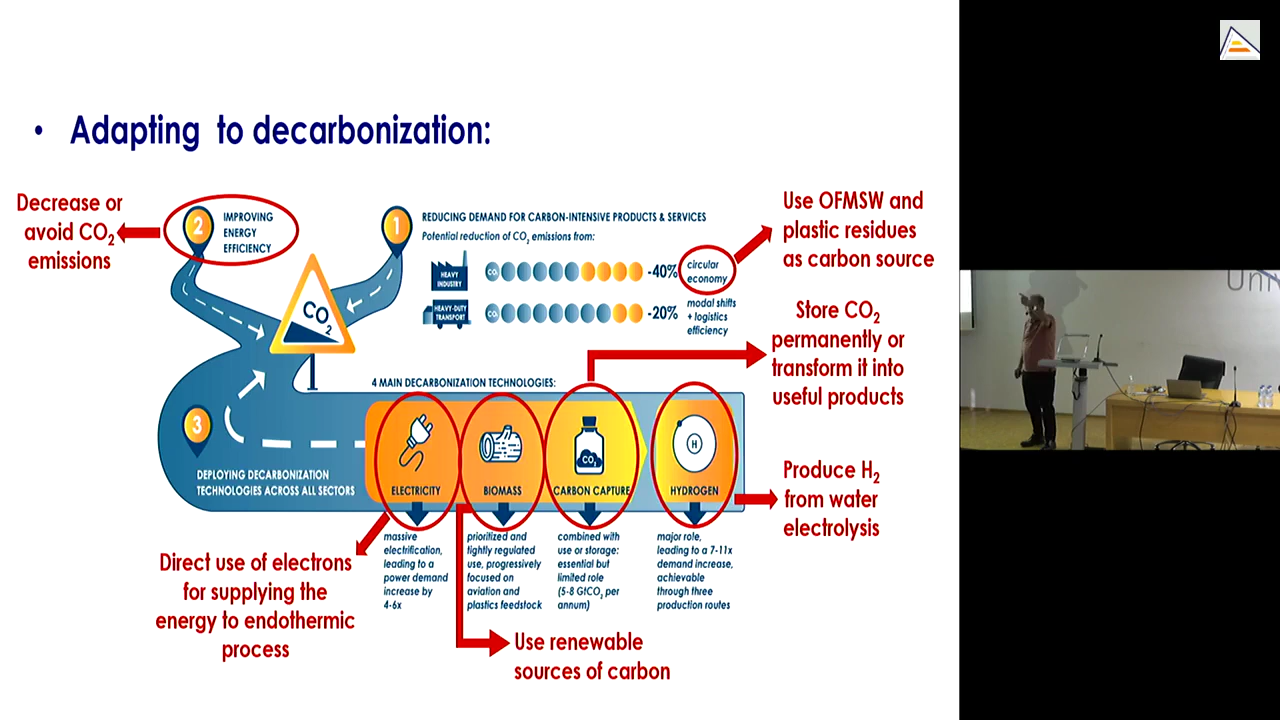 • Adapting to decarbonization:
Decrease or
avoid CO₂
emissions
2
IMPROVING
ENERGY
EFFICIENCY
1
REDUCING DEMAND FOR CARBON-INTENSIVE PRODUCTS & SERVICES
Potential reduction of CO₂ emissions from:
HEAVY
INDUSTRY
CO₂
-40%
circular
economy
HEAVY-DUTY
TRANSPORT
CO₂
-20%
modal shifts
+ logistics
efficiency
CO₂
Use OFMSW and
plastic residues
as carbon source
Store CO₂
permanently or
transform it into
useful products
4 MAIN DECARBONIZATION TECHNOLOGIES:
3
DEPLOYING DECARBONIZATION
TECHNOLOGIES ACROSS ALL SECTORS
ELECTRICITY
BIOMASS
CO₂
CARBON CAPTURE
H
HYDROGEN
Produce H₂
from water
electrolysis
massive
electrification,
leading to a
power demand
increase by
4-6x
prioritized and
tightly regulated
use, progressively
focused on
aviation and
plastics feedstock
combined with
use or storage:
essential but
limited role
(5-8 GtCO₂ per
annum)
major role,
leading to a 7-11x
demand increase,
achievable
through three
production routes
Direct use of electrons
for supplying the
energy to endothermic
process
Use renewable
sources of carbon
Uni